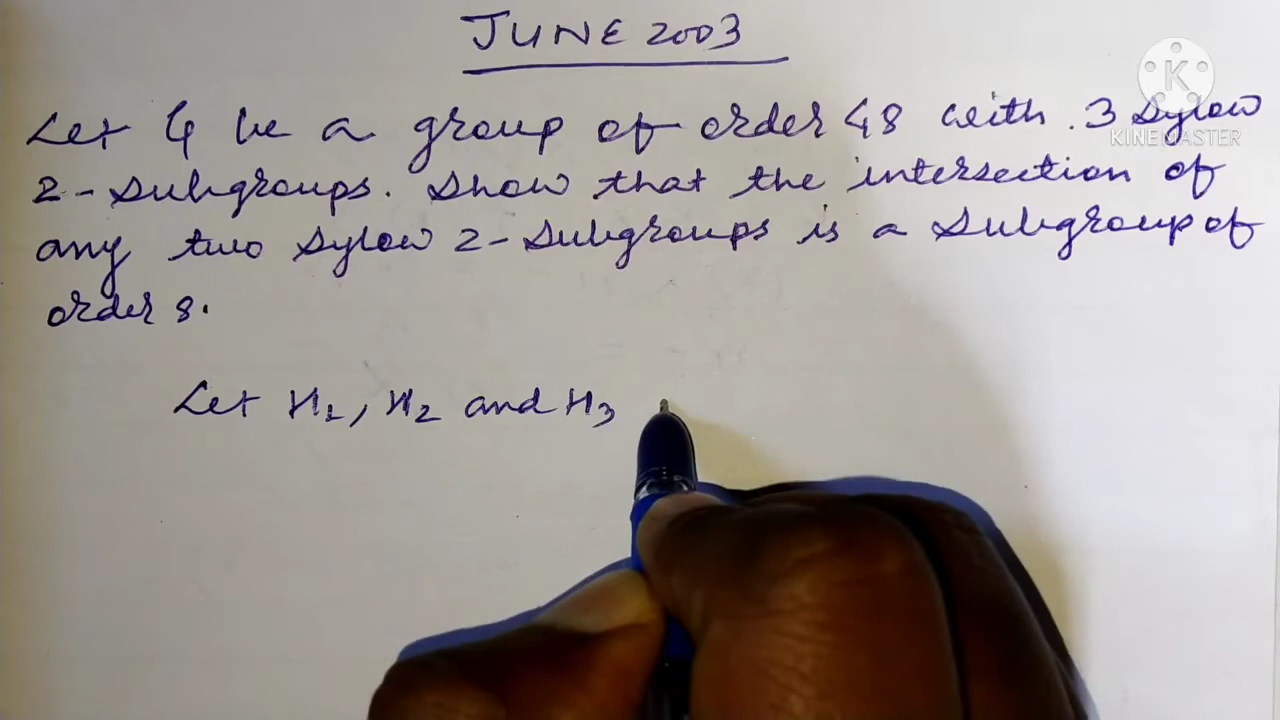 JUNE 2003
Let G be a group of order 48 with 3 Sylow
2-Subgroups. Show that the intersection of
any two Sylow 2-Subgroups is a Subgroup of
order 8.
Let H1, H2 and H3
K
KINEMASTER